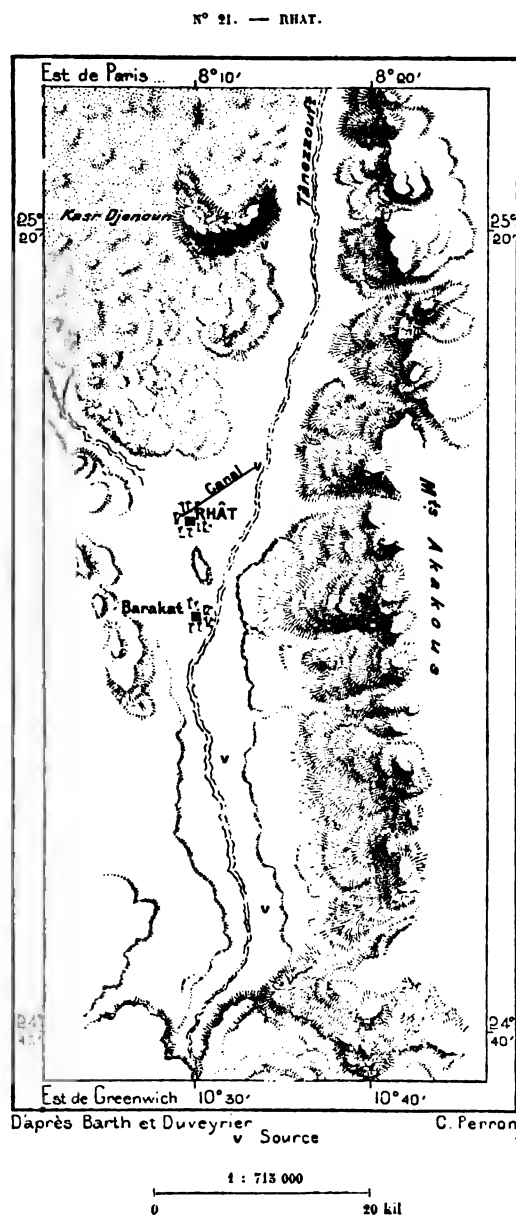 N° 21. — RHAT.
Est de Paris ... 8° 10' 8° 20'
Tânezzouft
Kasr Djenoun
25° 20' 25° 20'
Canal
RHÂT
Mts Akakous
Barakat
v
v
24° 40' 24° 40'
Est de Greenwich 10° 30' 10° 40'
D'après Barth et Duveyrier C. Perron
v Source
1 : 713 000
0 20 kil